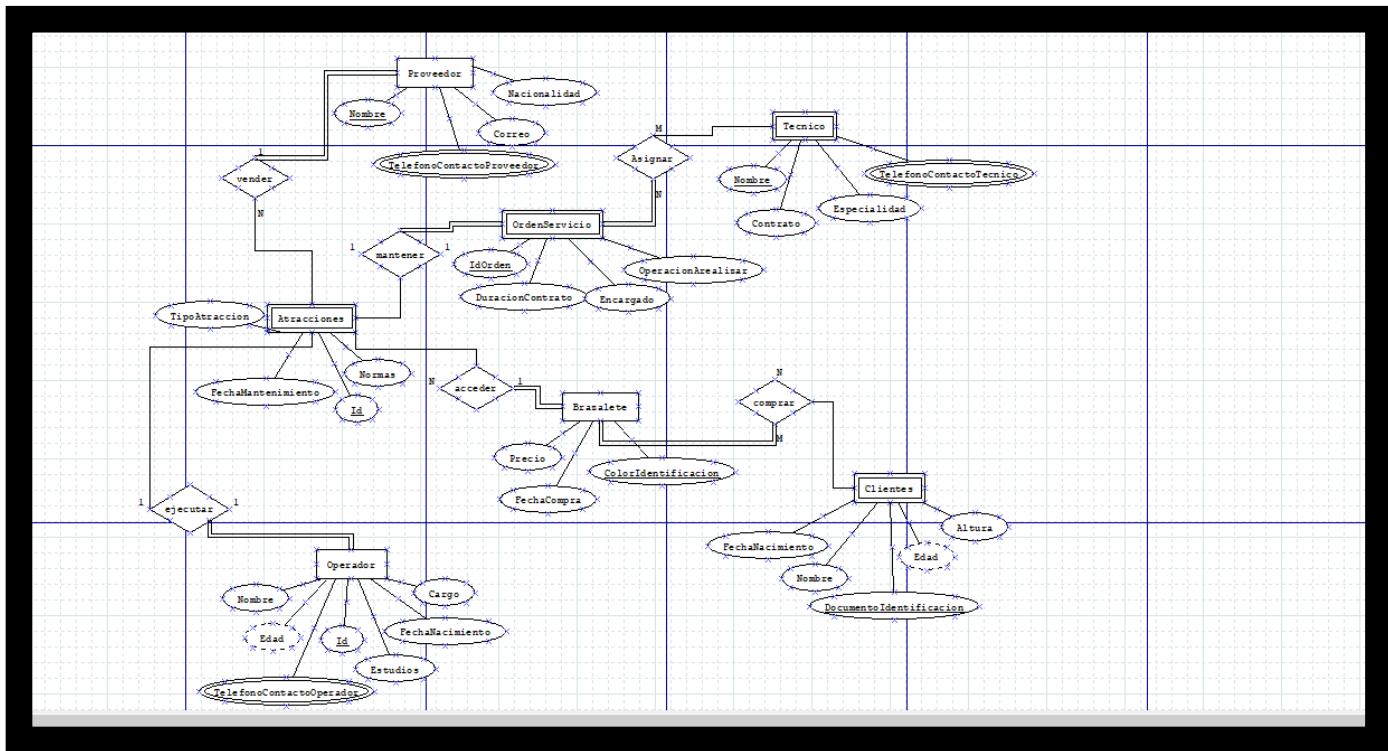 Proveedor
Nacionalidad
Nombre
Correo
TelefonoContactoProveedor
1
vender
N
M
Tecnico
Asignar
N
Nombre
TelefonoContactoTecnico
Contrato
Especialidad
OrdenServicio
1
mantener
1
IdOrden
OperacionArealizar
DuracionContrato
Encargado
TipoAtraccion
Atracciones
Normas
FechaMantenimiento
Id
N
acceder
1
Brazalete
Precio
ColorIdentificacion
FechaCompra
N
comprar
M
Clientes
Altura
FechaNacimiento
Edad
Nombre
DocumentoIdentificacion
1
ejecutar
1
Operador
Nombre
Cargo
Edad
Id
FechaNacimiento
Estudios
TelefonoContactoOperador